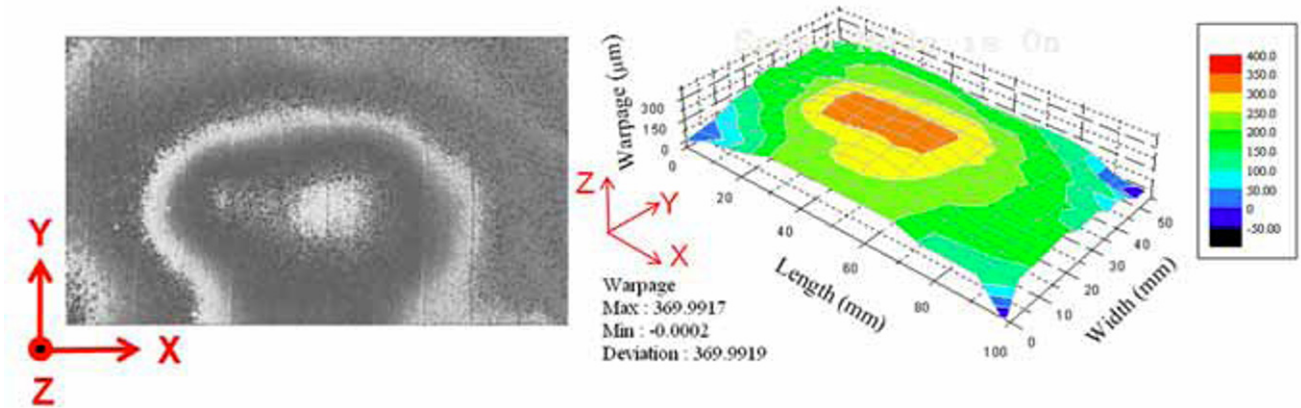 Y
X
Z
Warpage (μm)
300
150
0
0
20
40
60
80
100
Length (mm)
0
10
20
30
40
50
Width (mm)
Z
Y
X
Warpage
Max : 369.9917
Min : -0.0002
Deviation : 369.9919
400.0
350.0
300.0
250.0
200.0
150.0
100.0
50.00
0
-50.00